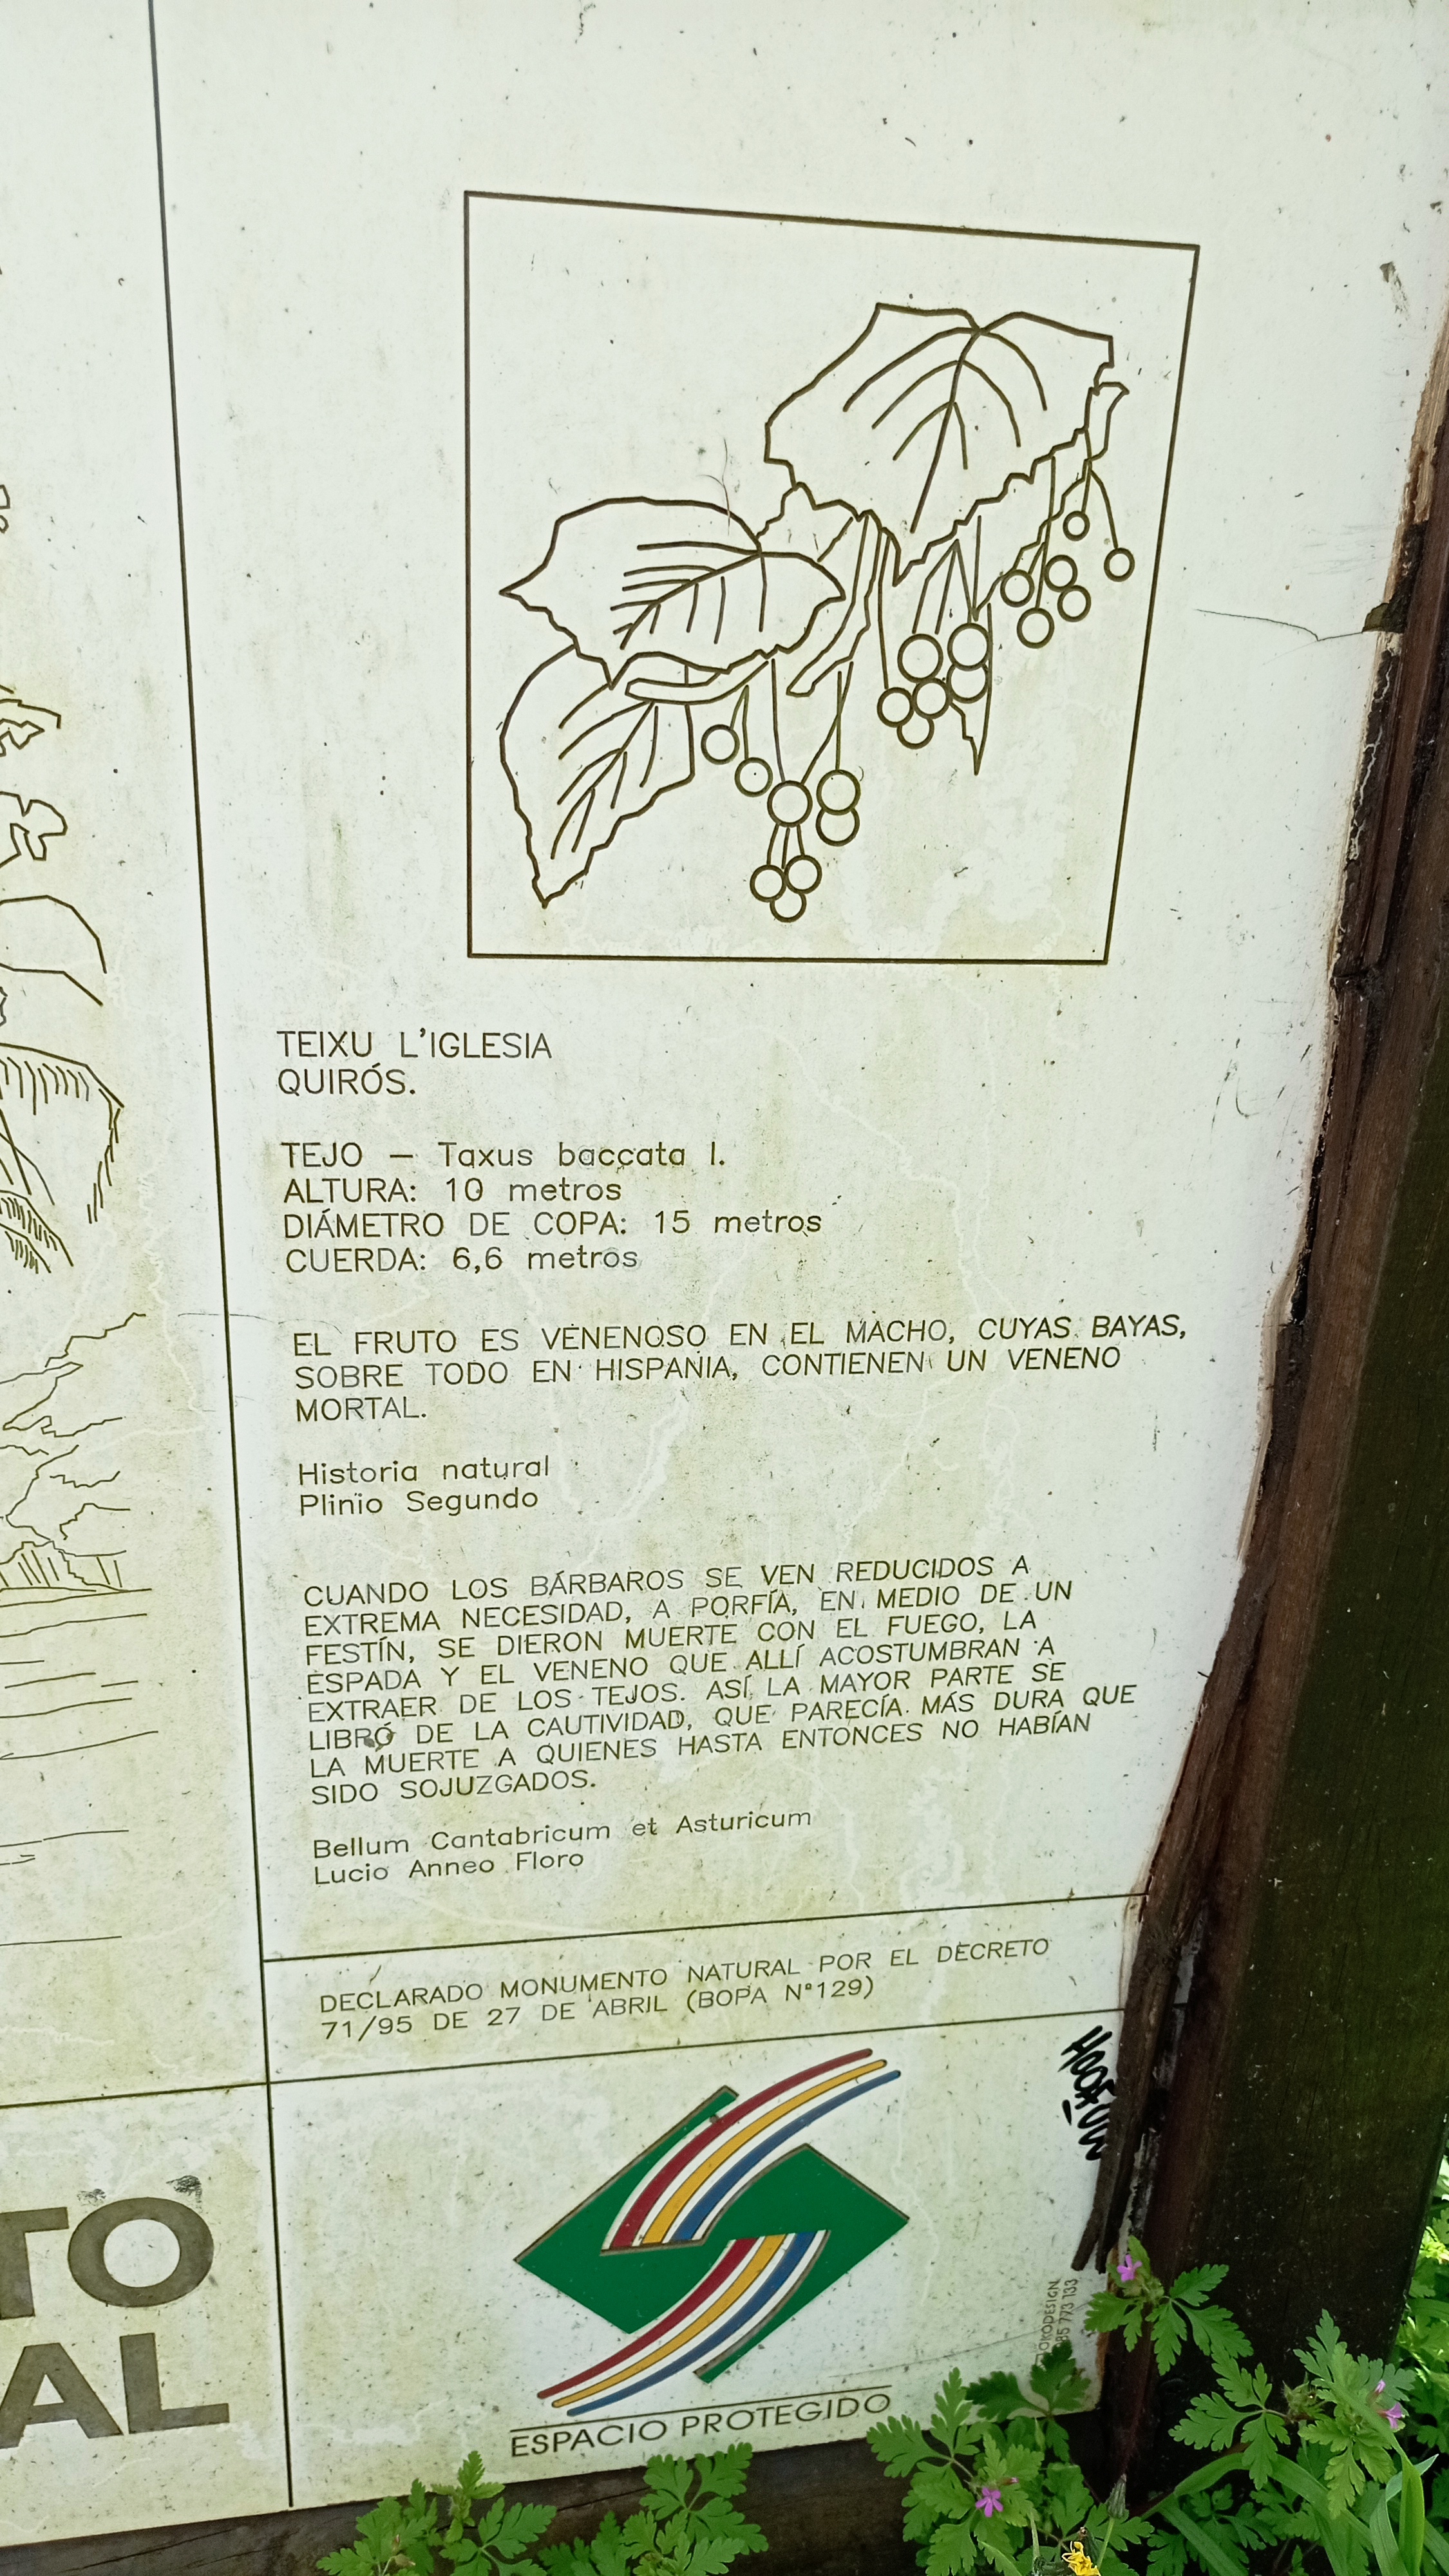 TEIXU L'IGLESIA
QUIRÓS.
TEJO – Taxus baccata l.
ALTURA: 10 metros
DIÁMETRO DE COPA: 15 metros
CUERDA: 6,6 metros
EL FRUTO ES VENENOSO EN EL MACHO, CUYAS BAYAS,
SOBRE TODO EN HISPANIA, CONTIENEN UN VENENO
MORTAL.
Historia natural
Plinio Segundo
CUANDO LOS BÁRBAROS SE VEN REDUCIDOS A
EXTREMA NECESIDAD, A PORFÍA, EN MEDIO DE UN
FESTÍN, SE DIERON MUERTE CON EL FUEGO, LA
ESPADA Y EL VENENO QUE ALLÍ ACOSTUMBRAN A
EXTRAER DE LOS TEJOS. ASÍ LA MAYOR PARTE SE
LIBRÓ DE LA CAUTIVIDAD, QUE PARECÍA MÁS DURA QUE
LA MUERTE A QUIENES HASTA ENTONCES NO HABÍAN
SIDO SOJUZGADOS.
Bellum Cantabricum et Asturicum
Lucio Anneo Floro
DECLARADO MONUMENTO NATURAL POR EL DECRETO
71/95 DE 27 DE ABRIL (BOPA Nº129)
TO
AL
ESPACIO PROTEGIDO